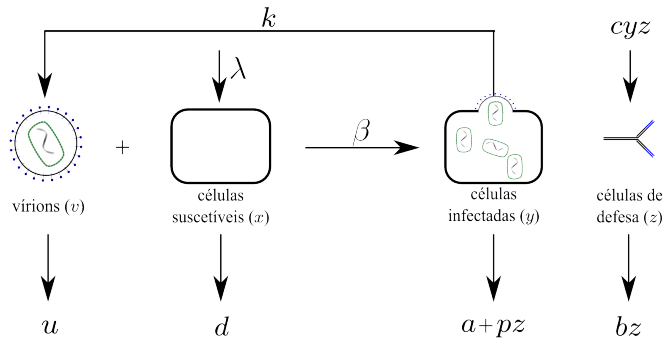 k
cyz
λ
+
β
vírions (v)
células
suscetíveis (x)
células
infectadas (y)
células de
defesa (z)
u
d
a+pz
bz